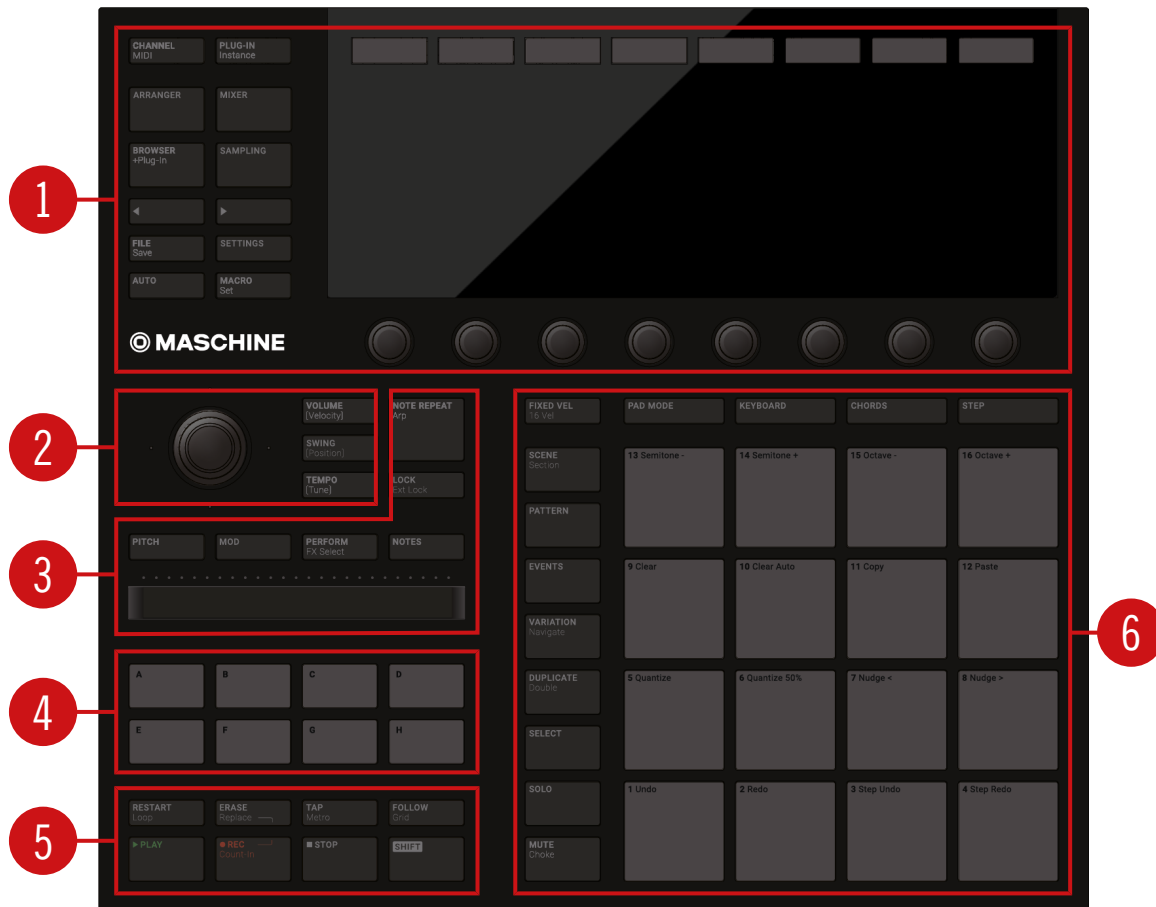 CHANNEL
MIDI
PLUG-IN
Instance
ARRANGER
MIXER
BROWSER
+Plug-In
SAMPLING
FILE
Save
SETTINGS
AUTO
MACRO
Set
MASCHINE
1
VOLUME
[Velocity]
SWING
[Position]
TEMPO
[Tune]
2
NOTE REPEAT
Arp
LOCK
Ext Lock
PITCH
MOD
PERFORM
FX Select
NOTES
3
A
B
C
D
E
F
G
H
4
RESTART
Loop
ERASE
Replace
TAP
Metro
FOLLOW
Grid
PLAY
REC
Count-In
STOP
SHIFT
5
FIXED VEL
16 Vel
PAD MODE
KEYBOARD
CHORDS
STEP
SCENE
Section
13 Semitone -
14 Semitone +
15 Octave -
16 Octave +
PATTERN
EVENTS
9 Clear
10 Clear Auto
11 Copy
12 Paste
VARIATION
Navigate
DUPLICATE
Double
5 Quantize
6 Quantize 50%
7 Nudge <
8 Nudge >
SELECT
SOLO
1 Undo
2 Redo
3 Step Undo
4 Step Redo
MUTE
Choke
6